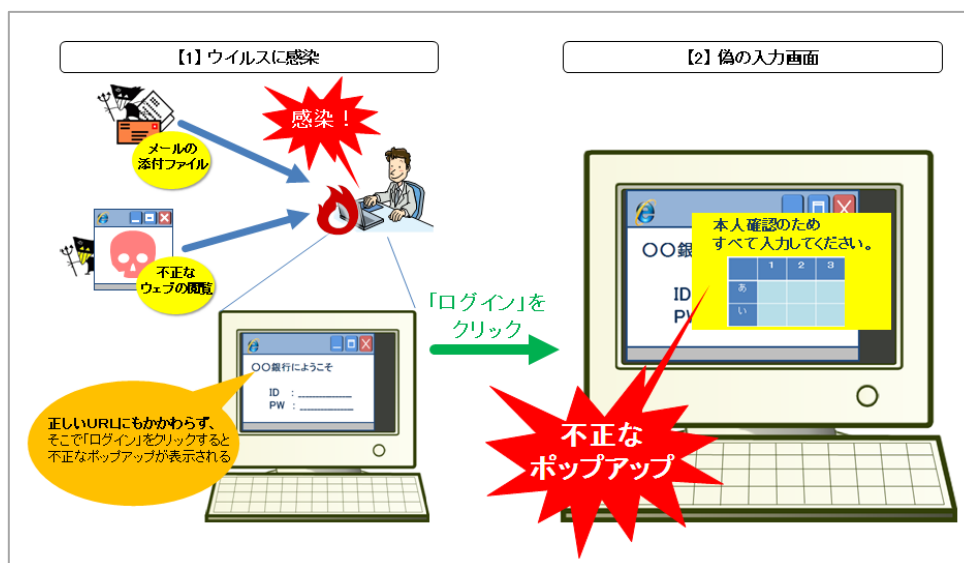 【1】ウイルスに感染
感染！
メールの
添付ファイル
不正な
ウェブの閲覧
〇〇銀行にようこそ
ID ：
PW ：
正しいURLにもかかわらず、
そこで「ログイン」をクリックすると
不正なポップアップが表示される
「ログイン」を
クリック
【2】偽の入力画面
本人確認のため
すべて入力してください。
〇〇銀
1 2 3
あ
い
ID
PW
不正な
ポップアップ